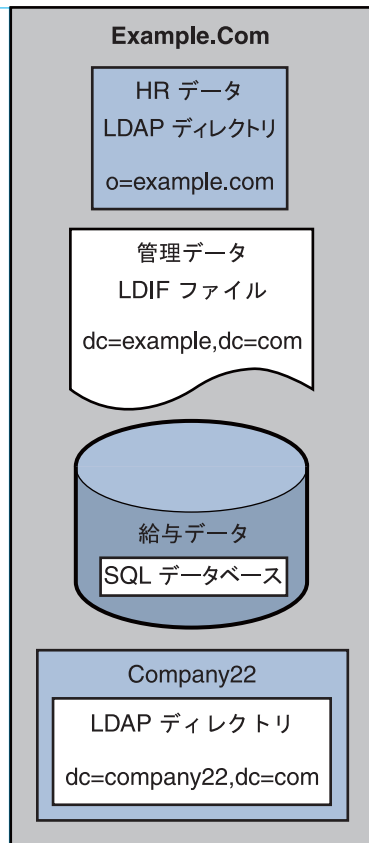 Example.Com
HR データ
LDAP ディレクトリ
o=example.com
管理データ
LDIF ファイル
dc=example,dc=com
給与データ
SQL データベース
Company22
LDAP ディレクトリ
dc=company22,dc=com